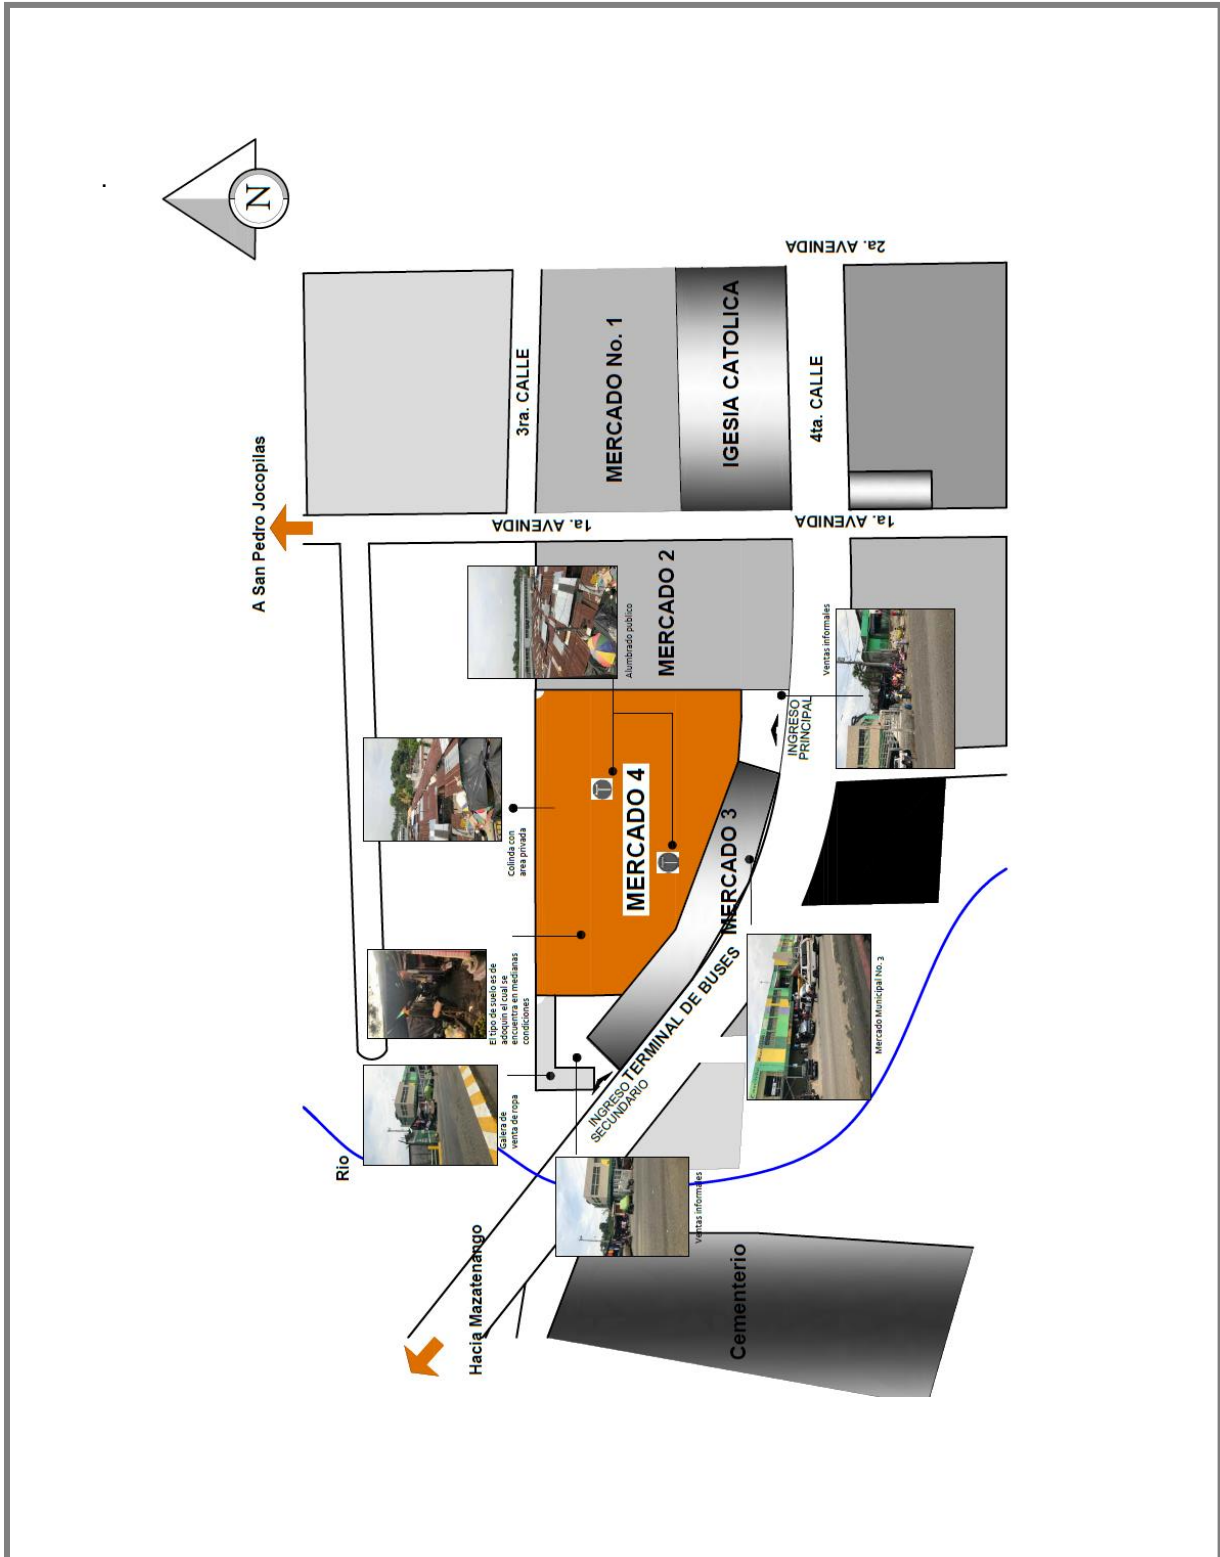 N
2a. AVENIDA
3ra. CALLE
MERCADO No. 1
IGESIA CATOLICA
4ta. CALLE
A San Pedro Jocopilas
1a. AVENIDA
1a. AVENIDA
MERCADO 2
Alumbrado publico
Ventas informales
INGRESO
PRINCIPAL
Colinda con
area privada
MERCADO 4
MERCADO 3
El tipo de suelo es de
adoquin el cual se
encuentra en medianas
condiciones
TERMINAL DE BUSES
Mercado Municipal No. 3
INGRESO
SECUNDARIO
Galera de
venta de ropa
Rio
Ventas informales
Hacia Mazatenango
Cementerio